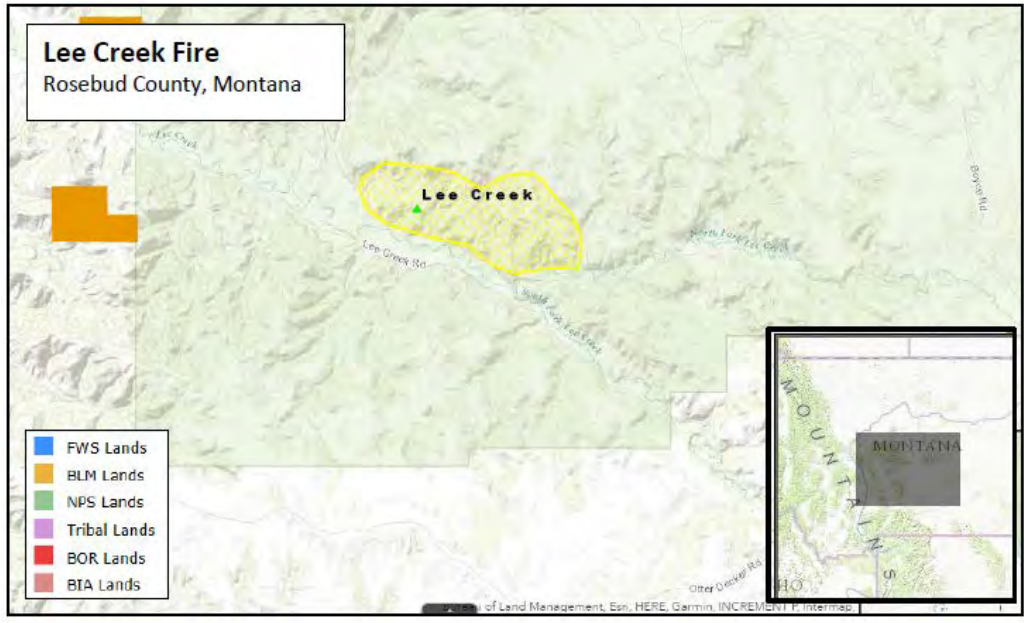 Lee Creek Fire
Rosebud County, Montana
Lee Creek
Lee Creek
Boyce Rd
North Fork Lee Creek
Lee Creek Rd
South Fork Lee Creek
FWS Lands
BLM Lands
NPS Lands
Tribal Lands
BOR Lands
BIA Lands
MOUNTAINS
MONTANA
HO
Otter Decker Rd
Bureau of Land Management, Esri, HERE, Garmin, INCREMENT P, Intermap,